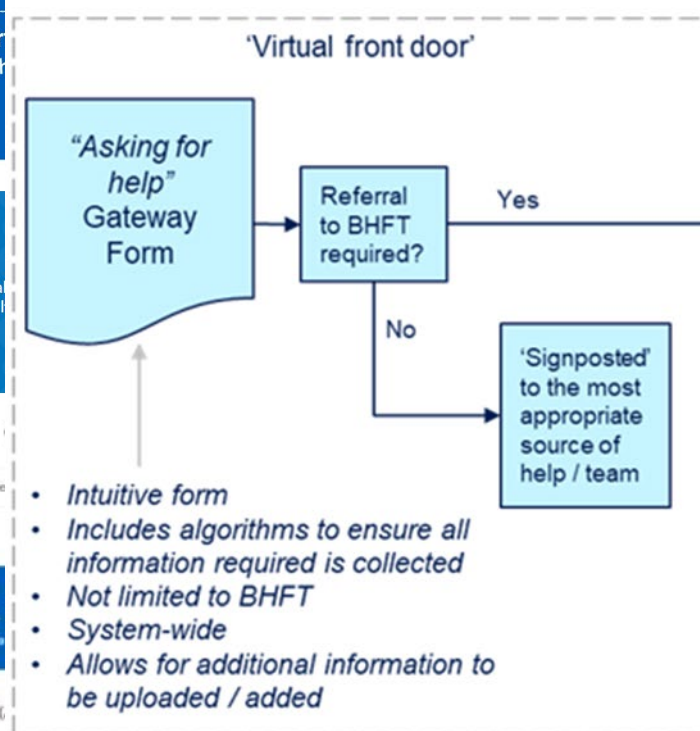 ‘Virtual front door’
“Asking for
help”
Gateway
Form
Referral
to BHFT
required?
Yes
No
‘Signposted’
to the most
appropriate
source of
help / team
• Intuitive form
• Includes algorithms to ensure all
information required is collected
• Not limited to BHFT
• System-wide
• Allows for additional information to
be uploaded / added